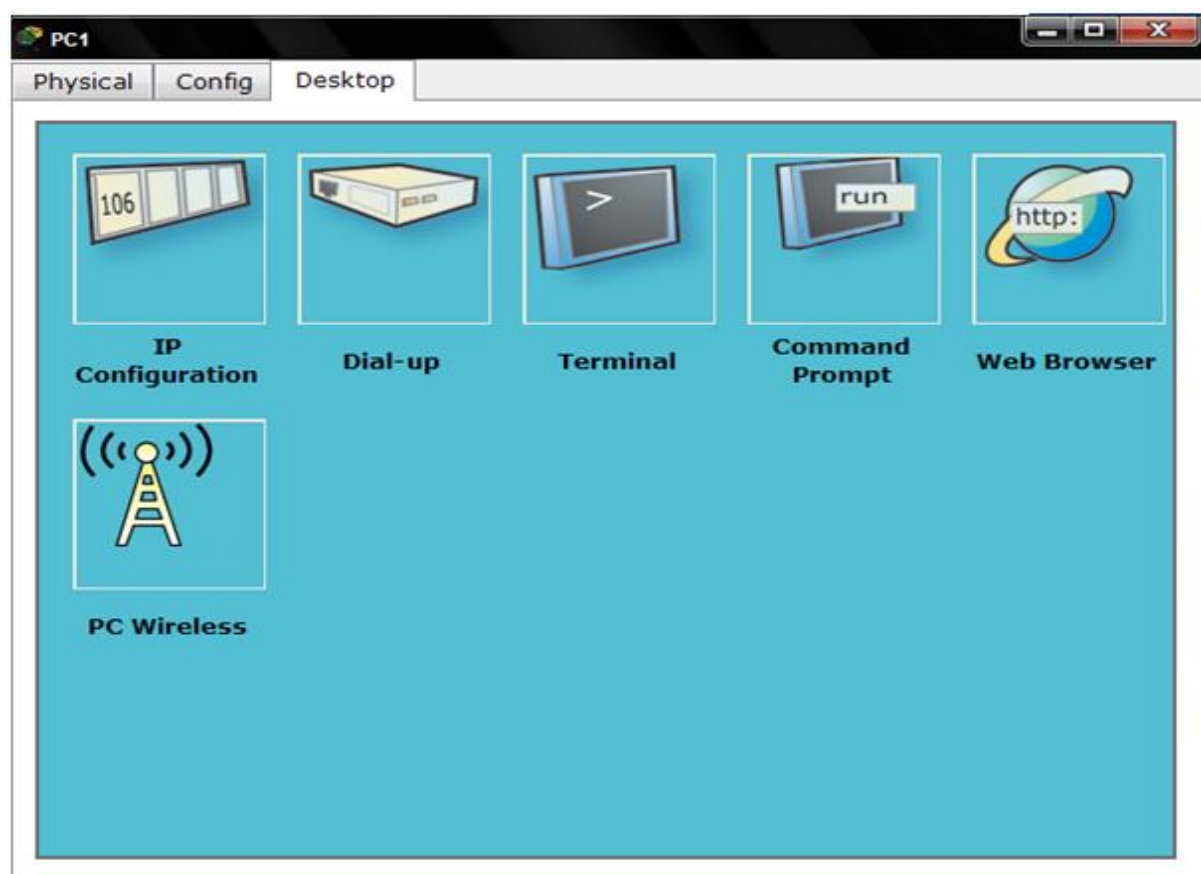 PC1
Physical Config Desktop
106
>
run
http:
IP
Configuration
Dial-up
Terminal
Command
Prompt
Web Browser
PC Wireless